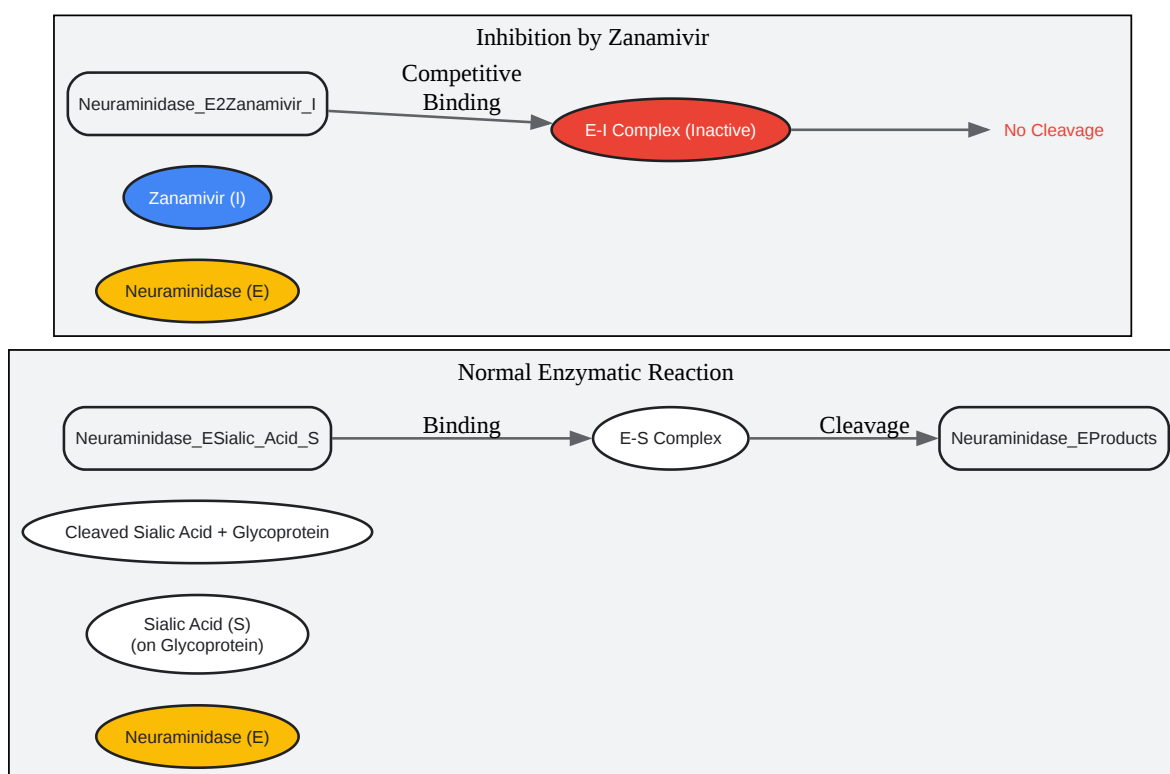 Inhibition by Zanamivir
Neuraminidase_E2Zanamivir_I
Competitive
Binding
E-I Complex (Inactive)
No Cleavage
Zanamivir (I)
Neuraminidase (E)
Normal Enzymatic Reaction
Neuraminidase_ESialic_Acid_S
Binding
E-S Complex
Cleavage
Neuraminidase_EProducts
Cleaved Sialic Acid + Glycoprotein
Sialic Acid (S)
(on Glycoprotein)
Neuraminidase (E)